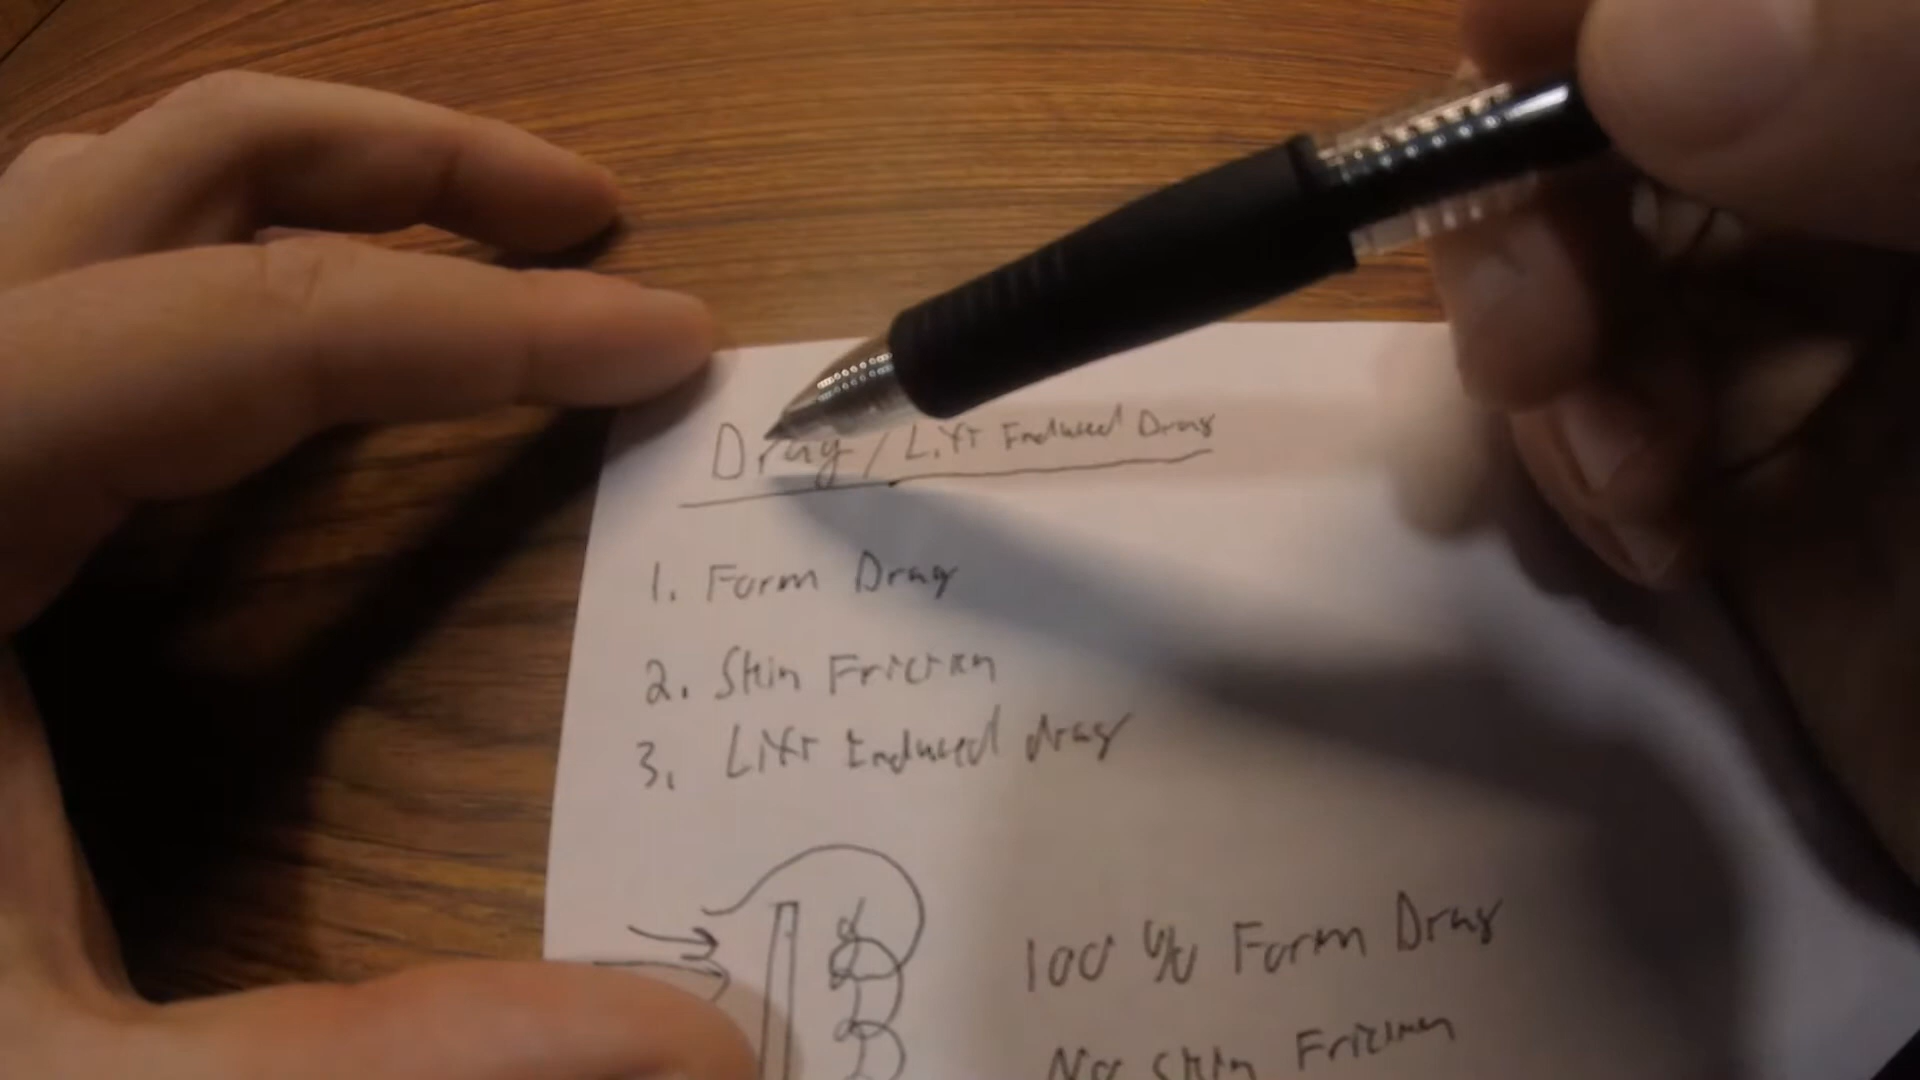 Drag / Lift Induced Drag
1. Form Drag
2. Skin Friction
3. Lift Induced drag
100 % Form Drag
No Skin Friction